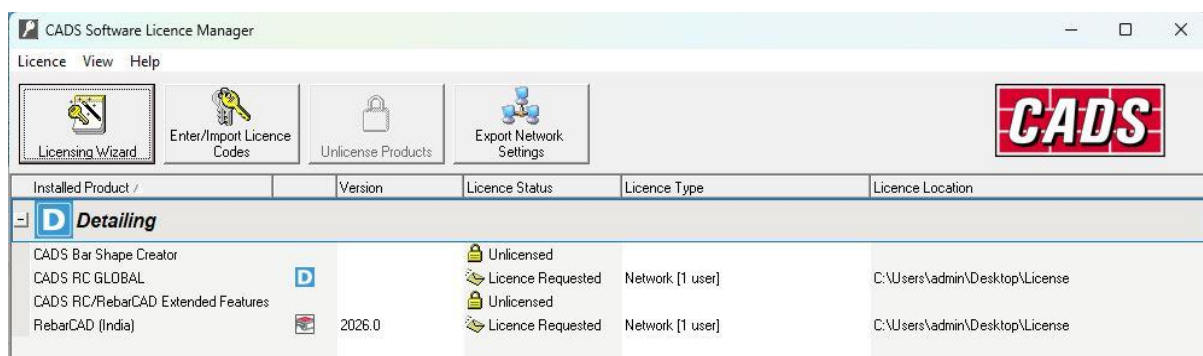 CADS Software Licence Manager
Licence View Help
Licensing Wizard
Enter/Import Licence
Codes
Unlicense Products
Export Network
Settings
CADS
Installed Product / Version Licence Status Licence Type Licence Location
D Detailing
CADS Bar Shape Creator Unlicensed
CADS RC GLOBAL D Licence Requested Network [1 user] C:\Users\admin\Desktop\License
CADS RC/RebarCAD Extended Features Unlicensed
RebarCAD (India) 2026.0 Licence Requested Network [1 user] C:\Users\admin\Desktop\License